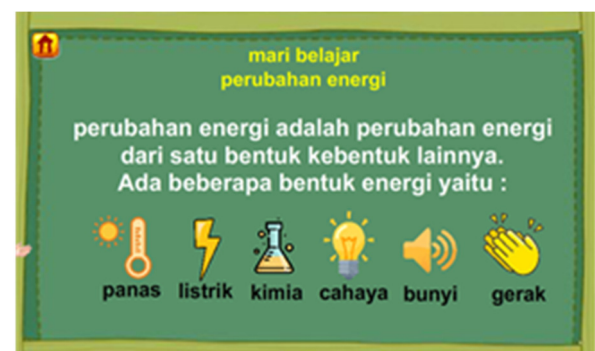 mari belajar
perubahan energi
perubahan energi adalah perubahan energi
dari satu bentuk kebentuk lainnya.
Ada beberapa bentuk energi yaitu :
panas listrik kimia cahaya bunyi gerak